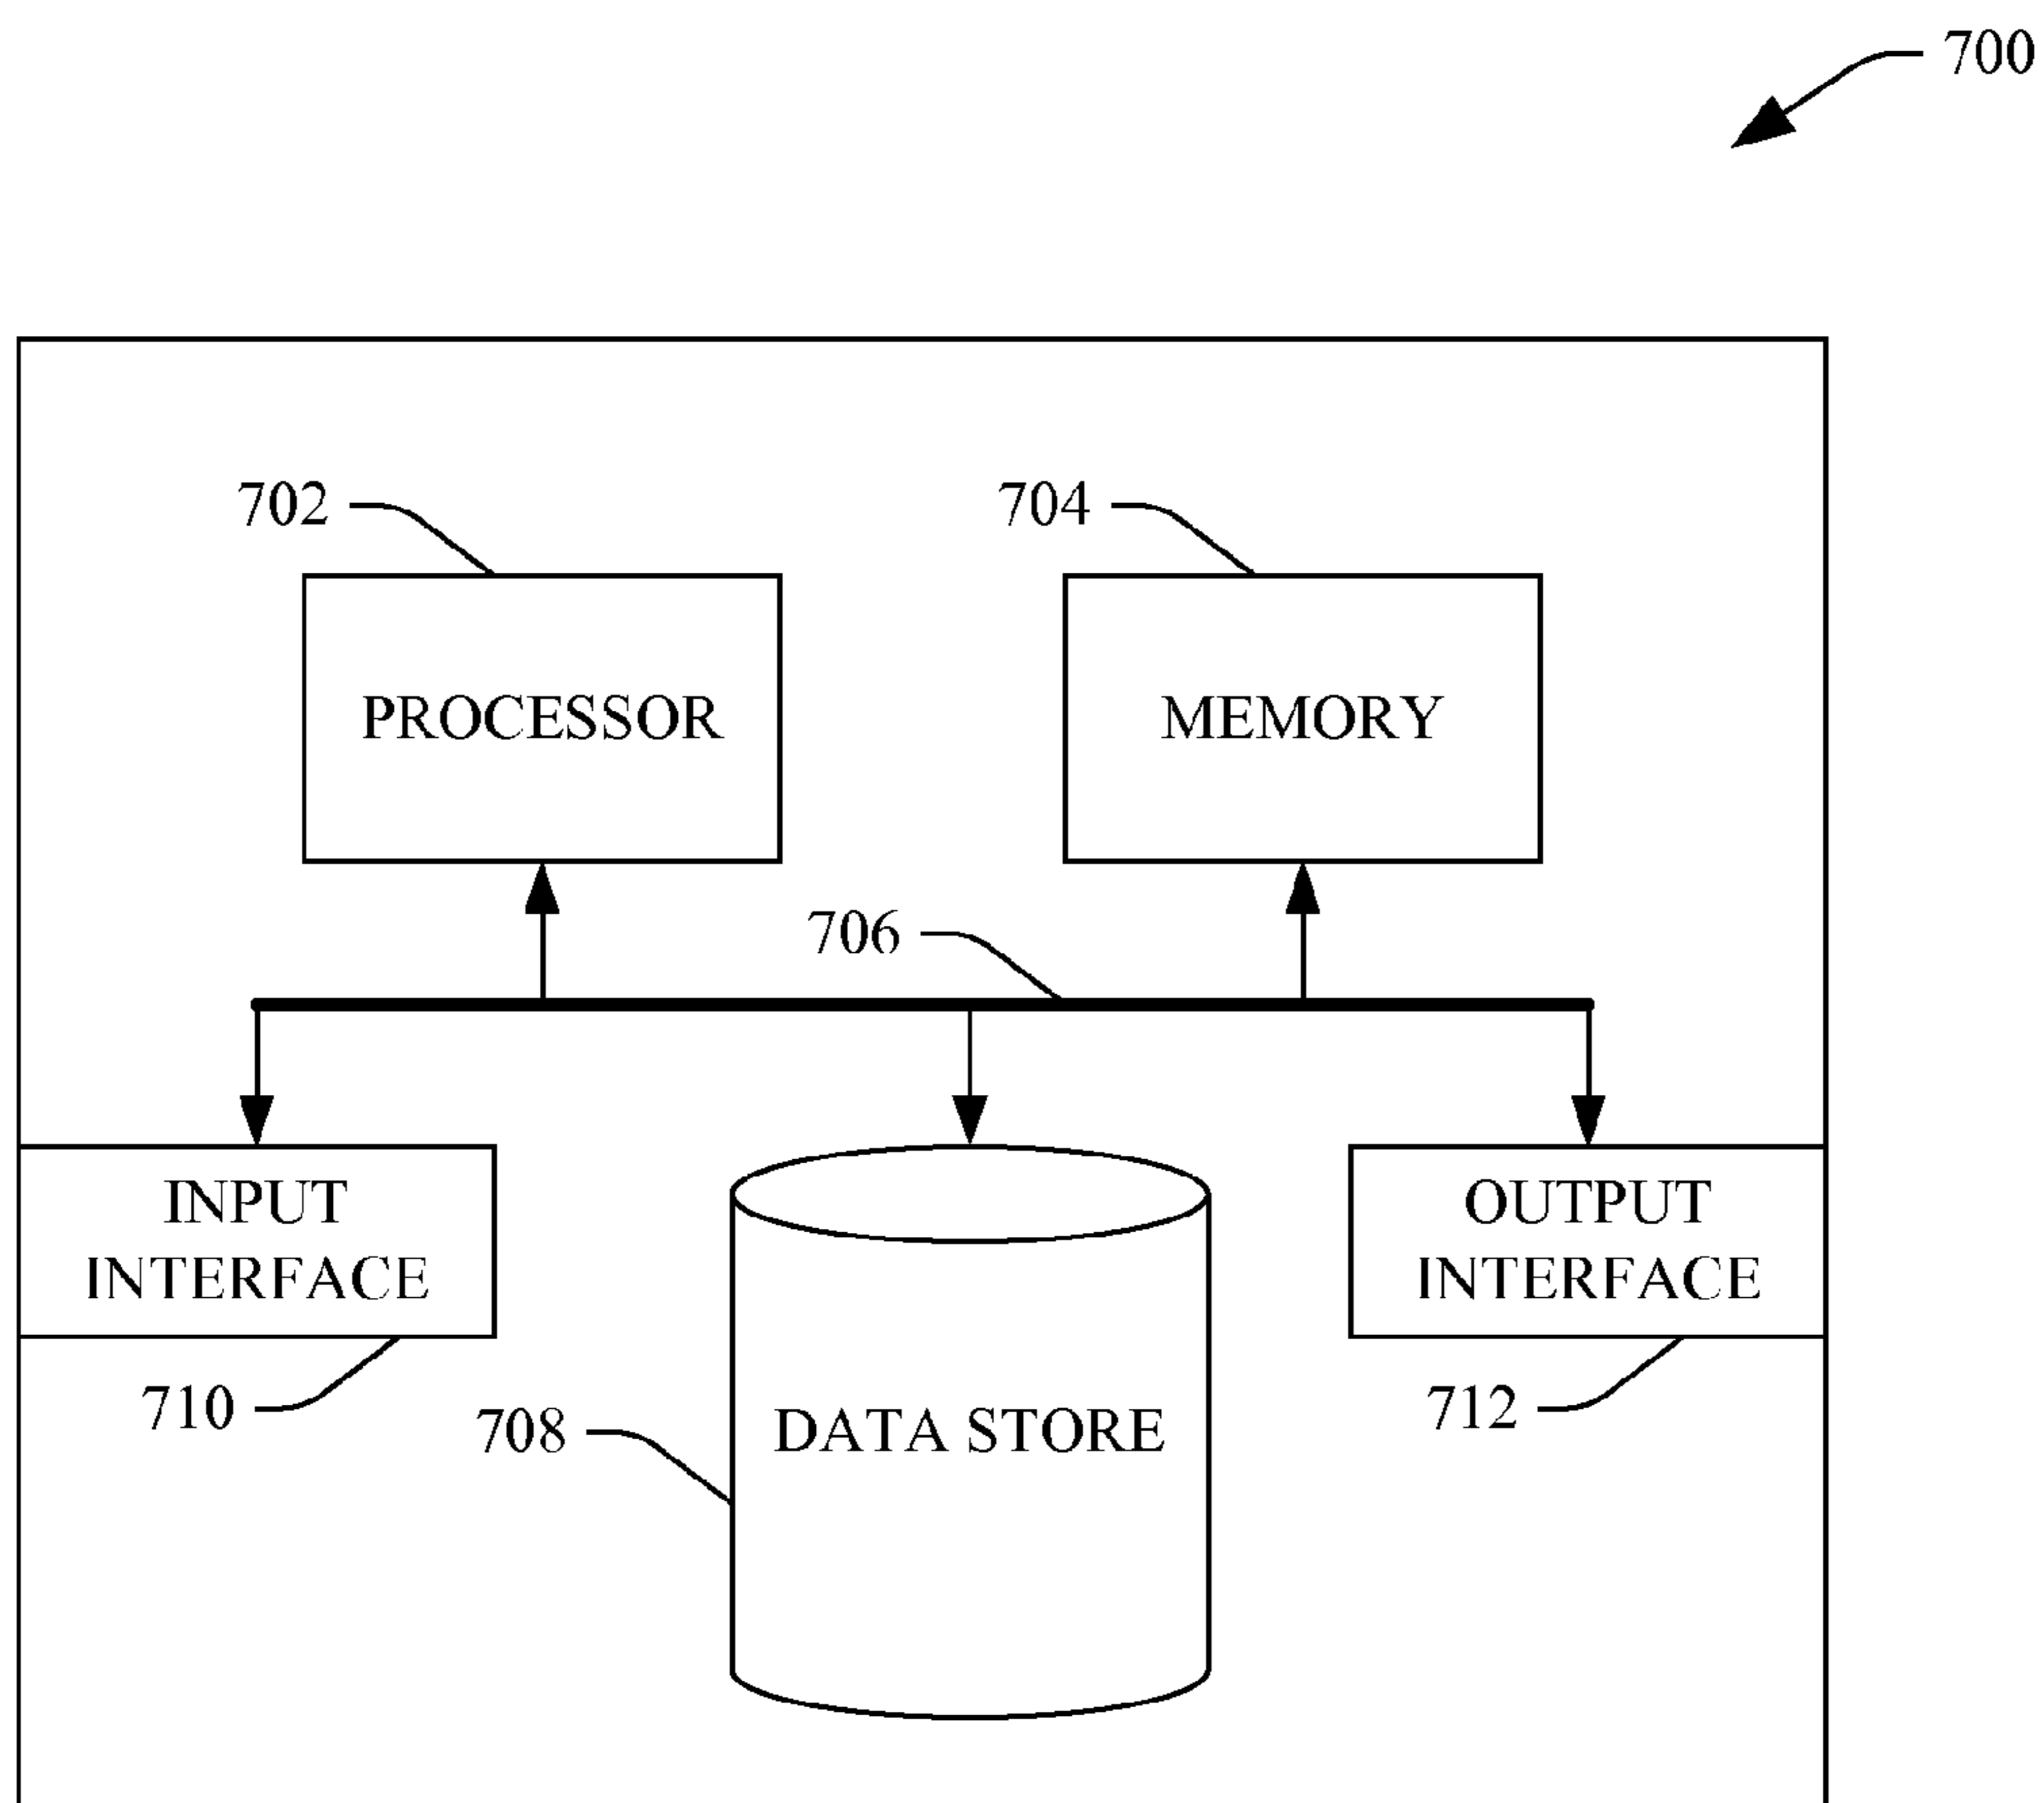 700
702
704
PROCESSOR
MEMORY
706
INPUT
INTERFACE
OUTPUT
INTERFACE
710
708
DATA STORE
712